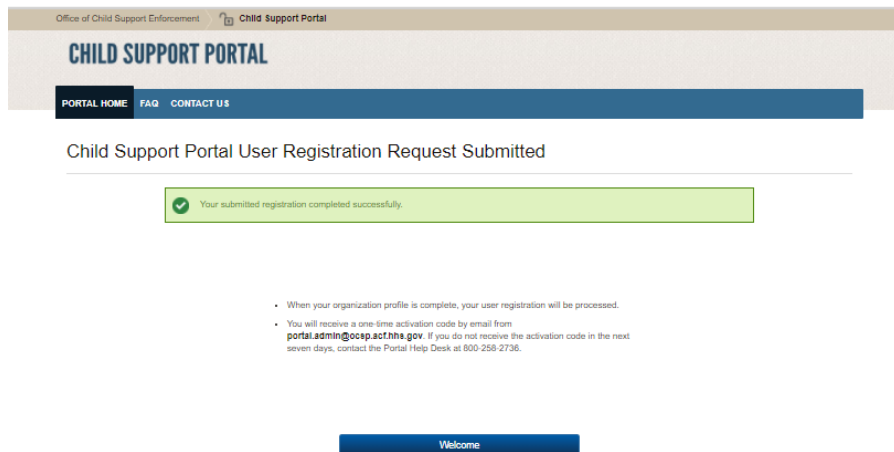 Office of Child Support Enforcement Child Support Portal
CHILD SUPPORT PORTAL
PORTAL HOME FAQ CONTACT US
Child Support Portal User Registration Request Submitted
Your submitted registration completed successfully.
• When your organization profile is complete, your user registration will be processed.
• You will receive a one-time activation code by email from
portal.admin@ocsp.acf.hhs.gov. If you do not receive the activation code in the next
seven days, contact the Portal Help Desk at 800-258-2736.
Welcome